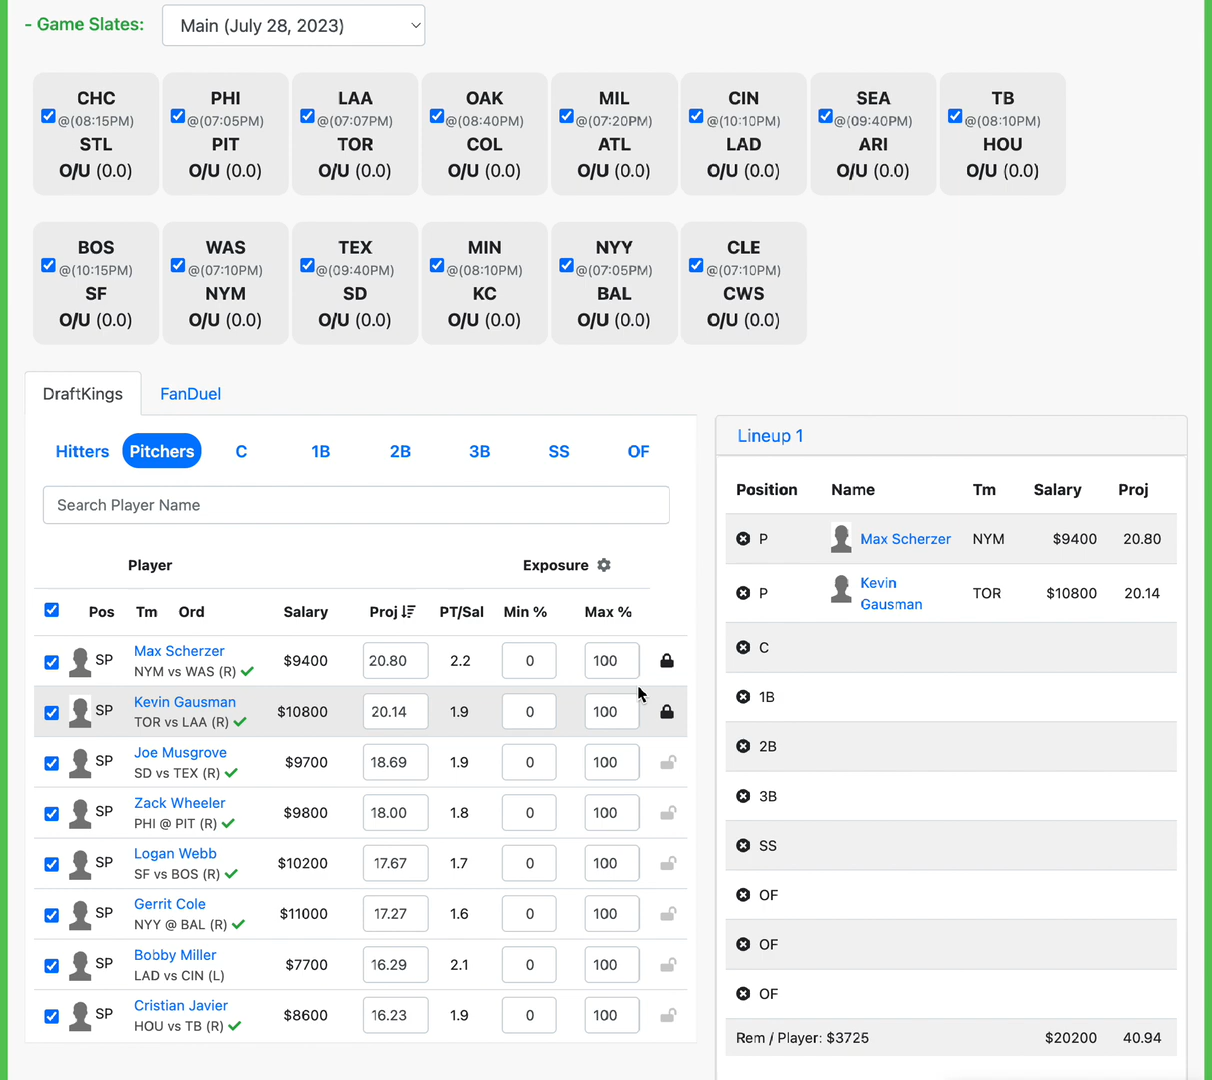 - Game Slates: Main (July 28, 2023)
CHC PHI LAA OAK MIL CIN SEA TB
@(08:15PM) @(07:05PM) @(07:07PM) @(08:40PM) @(07:20PM) @(10:10PM) @(09:40PM) @(08:10PM)
STL PIT TOR COL ATL LAD ARI HOU
O/U (0.0) O/U (0.0) O/U (0.0) O/U (0.0) O/U (0.0) O/U (0.0) O/U (0.0) O/U (0.0)
BOS WAS TEX MIN NYY CLE
@(10:15PM) @(07:10PM) @(09:40PM) @(08:10PM) @(07:05PM) @(07:10PM)
SF NYM SD KC BAL CWS
O/U (0.0) O/U (0.0) O/U (0.0) O/U (0.0) O/U (0.0) O/U (0.0)
DraftKings FanDuel
Hitters Pitchers C 1B 2B 3B SS OF
Search Player Name
Player Exposure
Pos Tm Ord Salary Proj PT/Sal Min % Max %
SP Max Scherzer $9400 20.80 2.2 0 100
NYM vs WAS (R)
SP Kevin Gausman $10800 20.14 1.9 0 100
TOR vs LAA (R)
SP Joe Musgrove $9700 18.69 1.9 0 100
SD vs TEX (R)
SP Zack Wheeler $9800 18.00 1.8 0 100
PHI @ PIT (R)
SP Logan Webb $10200 17.67 1.7 0 100
SF vs BOS (R)
SP Gerrit Cole $11000 17.27 1.6 0 100
NYY @ BAL (R)
SP Bobby Miller $7700 16.29 2.1 0 100
LAD vs CIN (L)
SP Cristian Javier $8600 16.23 1.9 0 100
HOU vs TB (R)
Lineup 1
Position Name Tm Salary Proj
P Max Scherzer NYM $9400 20.80
P Kevin Gausman TOR $10800 20.14
C
1B
2B
3B
SS
OF
OF
OF
Rem / Player: $3725 $20200 40.94